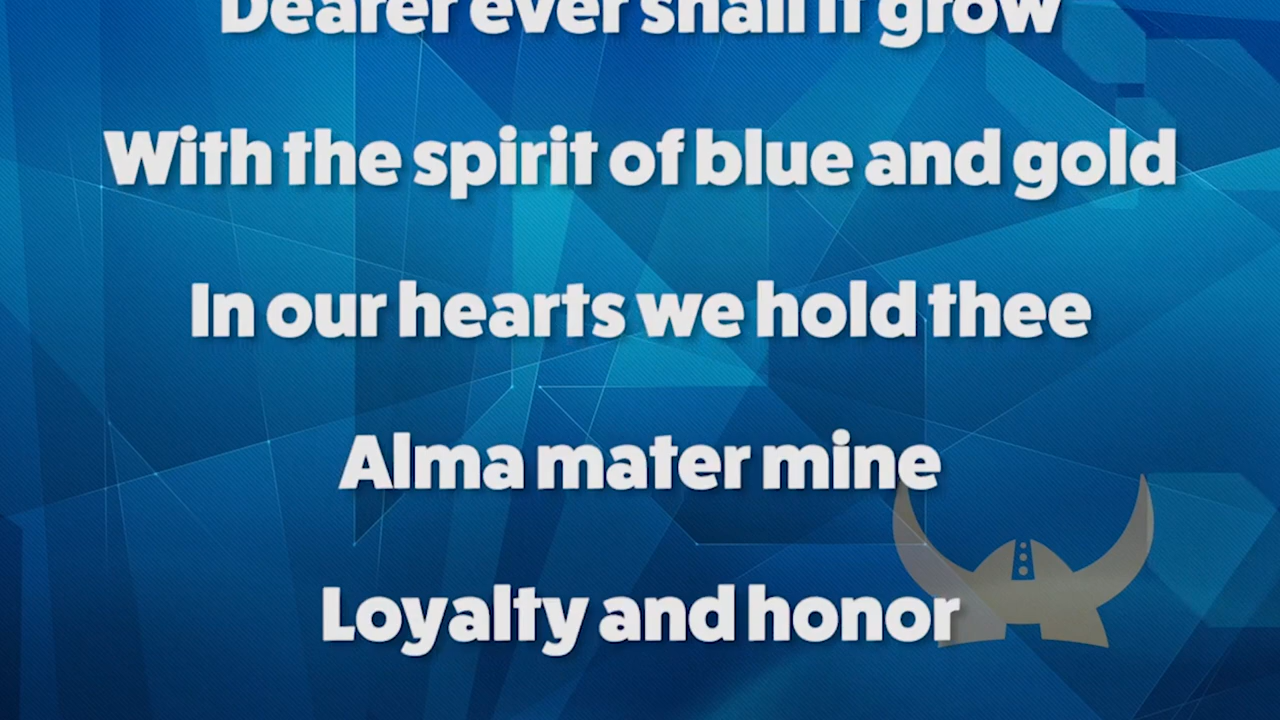 Dearer ever shall it grow
With the spirit of blue and gold
In our hearts we hold thee
Alma mater mine
Loyalty and honor